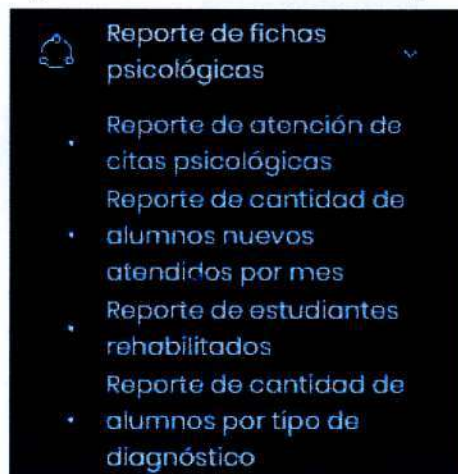 Reporte de fichas
psicológicas
Reporte de atención de
citas psicológicas
Reporte de cantidad de
alumnos nuevos
atendidos por mes
Reporte de estudiantes
rehabilitados
Reporte de cantidad de
alumnos por tipo de
diagnóstico